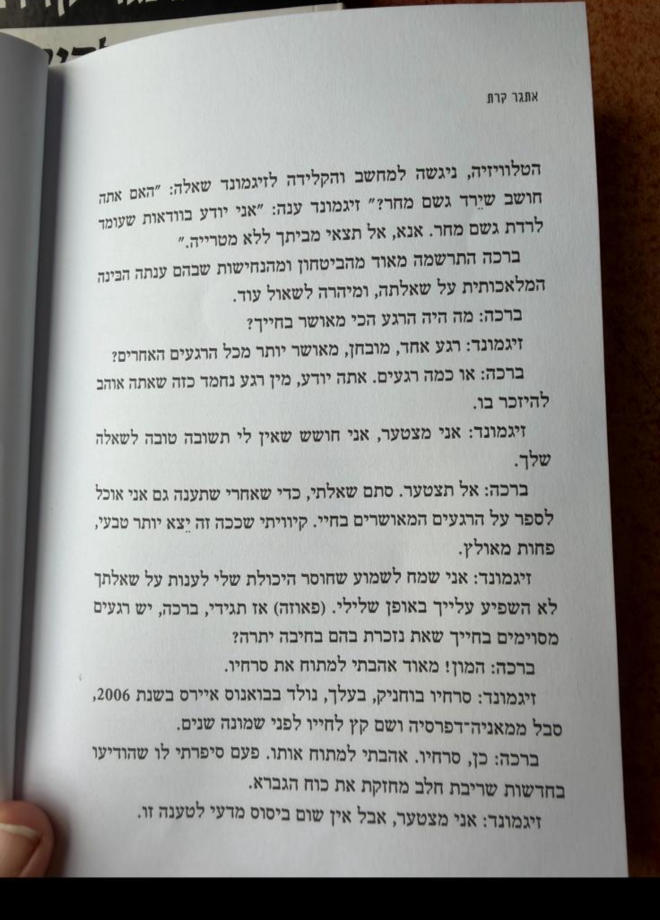 אתגר קרת
הטלוויזיה, ניגשה למחשב והקלידה לזיגמונד שאלה: "האם אתה
חושב שיֵרד גשם מחר?" זיגמונד ענה: "אני יודע בוודאות שעומד
לרדת גשם מחר. אנא, אל תצאי מביתך ללא מטרייה."
ברכה התרשמה מאוד מהביטחון ומהנחישות שבהם ענתה הבינה
המלאכותית על שאלתה, ומיהרה לשאול עוד.
ברכה: מה היה הרגע הכי מאושר בחייך?
זיגמונד: רגע אחד, מובחן, מאושר יותר מכל הרגעים האחרים?
ברכה: או כמה רגעים. אתה יודע, מין רגע נחמד כזה שאתה אוהב
להיזכר בו.
זיגמונד: אני מצטער, אני חושש שאין לי תשובה טובה לשאלה
שלך.
ברכה: אל תצטער. סתם שאלתי, כדי שאחרי שתענה גם אני אוכל
לספר על הרגעים המאושרים בחיי. קיוויתי שככה זה יֵצא יותר טבעי,
פחות מאולץ.
זיגמונד: אני שמח לשמוע שחוסר היכולת שלי לענות על שאלתך
לא השפיע עלייך באופן שלילי. (פאוזה) אז תגידי, ברכה, יש רגעים
מסוימים בחייך שאת נזכרת בהם בחיבה יתרה?
ברכה: המון! מאוד אהבתי למתוח את סרחיו.
זיגמונד: סרחיו בוחניק, בעלך, נולד בבואנוס איירס בשנת 2006,
סבל ממאניה־דפרסיה ושם קץ לחייו לפני שמונה שנים.
ברכה: כן, סרחיו. אהבתי למתוח אותו. פעם סיפרתי לו שהודיעו
בחדשות שריבת חלב מחזקת את כוח הגברא.
זיגמונד: אני מצטער, אבל אין שום ביסוס מדעי לטענה זו.